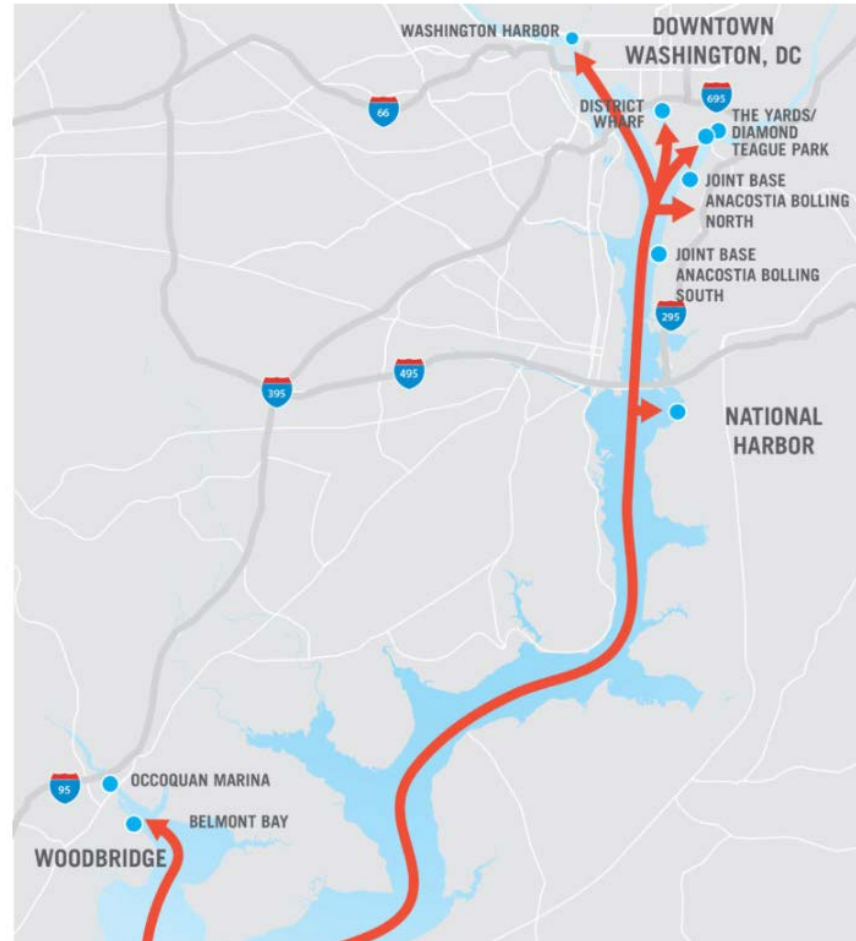 WASHINGTON HARBOR
DOWNTOWN
WASHINGTON, DC
66
695
DISTRICT
WHARF
THE YARDS/
DIAMOND
TEAGUE PARK
JOINT BASE
ANACOSTIA BOLLING
NORTH
JOINT BASE
ANACOSTIA BOLLING
SOUTH
295
495
395
NATIONAL
HARBOR
95
OCCOQUAN MARINA
BELMONT BAY
WOODBRIDGE